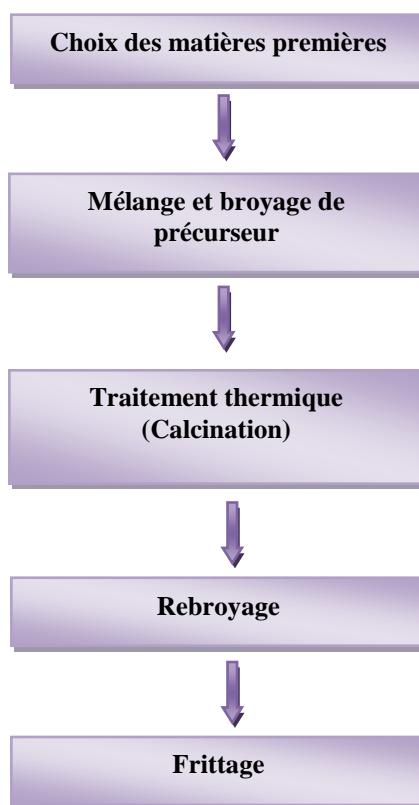 Choix des matières premières
Mélange et broyage de
précurseur
Traitement thermique
(Calcination)
Rebroyage
Frittage